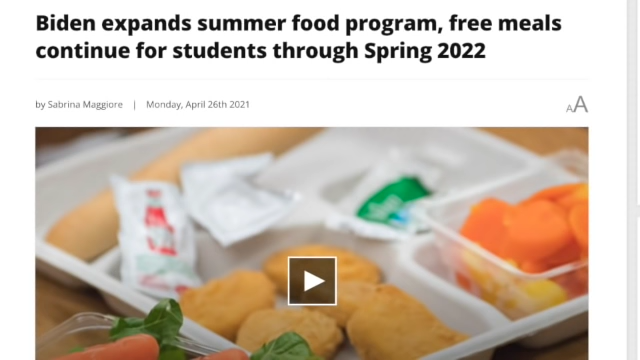 Biden expands summer food program, free meals
continue for students through Spring 2022
by Sabrina Maggiore | Monday, April 26th 2021
AA